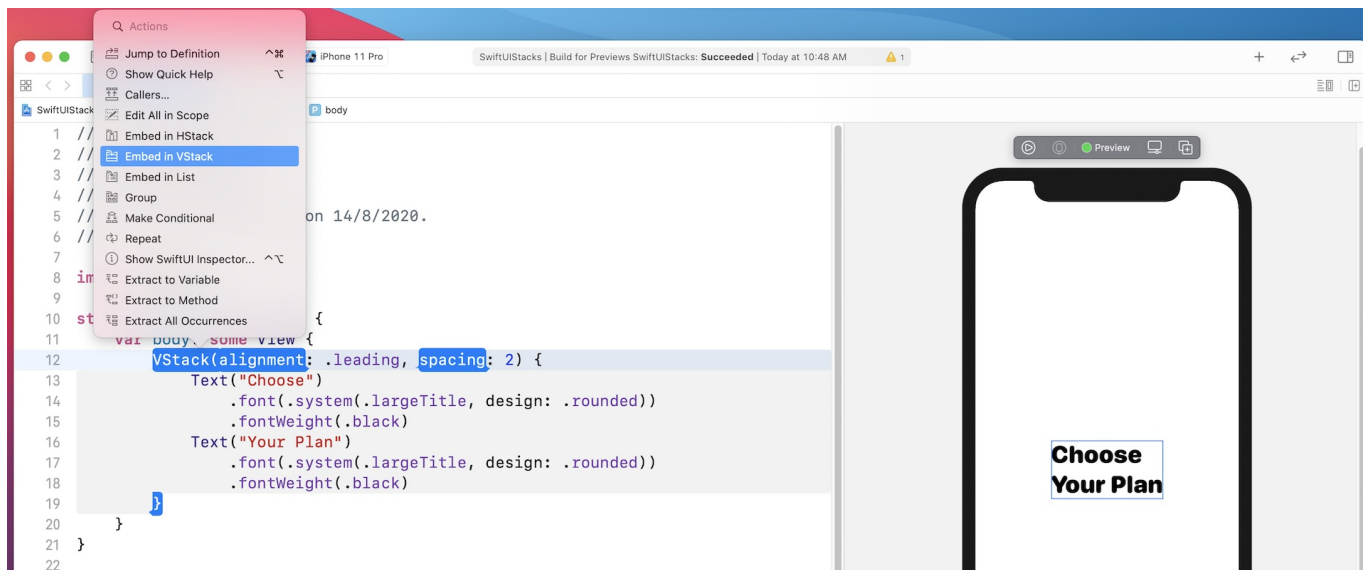 Actions
Jump to Definition ^⌘
Show Quick Help ⌥
Callers...
Edit All in Scope
Embed in HStack
Embed in VStack
Embed in List
Group
Make Conditional
Repeat
Show SwiftUI Inspector... ^⌥
Extract to Variable
Extract to Method
Extract All Occurrences
iPhone 11 Pro
SwiftUIStacks | Build for Previews SwiftUIStacks: Succeeded | Today at 10:48 AM
1
SwiftUIStack
P body
1 //
2 //
3 //
4 //
5 // on 14/8/2020.
6 //
7
8 im
9
10 st {
11 var body: some View {
12 VStack(alignment: .leading, spacing: 2) {
13 Text("Choose")
14 .font(.system(.largeTitle, design: .rounded))
15 .fontWeight(.black)
16 Text("Your Plan")
17 .font(.system(.largeTitle, design: .rounded))
18 .fontWeight(.black)
19 }
20 }
21 }
22
Preview
Choose
Your Plan